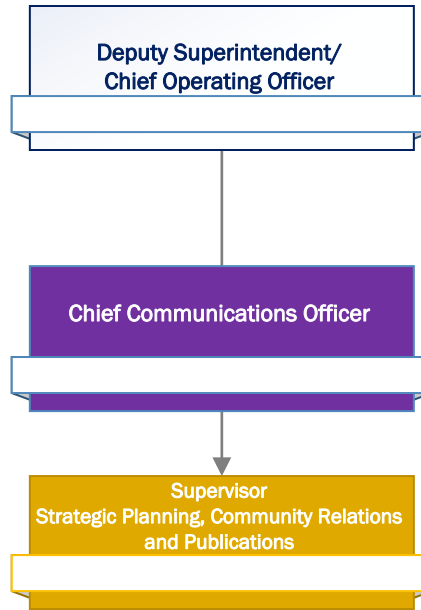 Deputy Superintendent/
Chief Operating Officer
Chief Communications Officer
Supervisor
Strategic Planning, Community Relations
and Publications